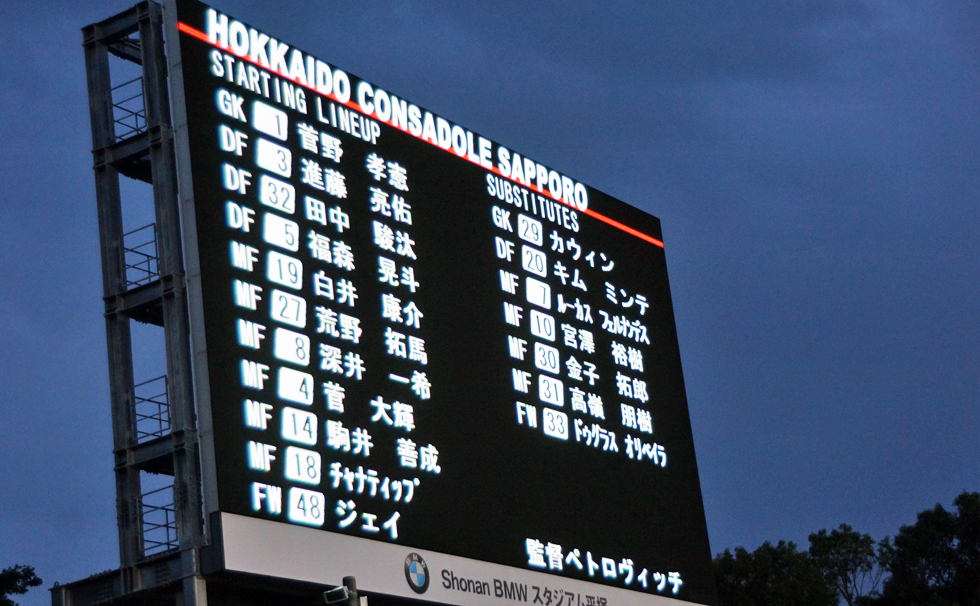 HOKKAIDO CONSADOLE SAPPORO
STARTING LINEUP
GK 1 菅野 孝憲
DF 3 進藤 亮佑
DF 32 田中 駿汰
DF 5 福森 晃斗
MF 19 白井 康介
MF 27 荒野 拓馬
MF 8 深井 一希
MF 4 菅 大輝
MF 14 駒井 善成
MF 18 チャナティップ
FW 48 ジェイ
SUBSTITUTES
GK 29 カウィン
DF 20 キム ミンテ
MF 7 ルーカス フェルナンデス
MF 10 宮澤 裕樹
MF 30 金子 拓郎
MF 31 高嶺 朋樹
FW 33 ドゥグラス オリベイラ
監督ペトロヴィッチ
BMW
Shonan BMW スタジアム平塚